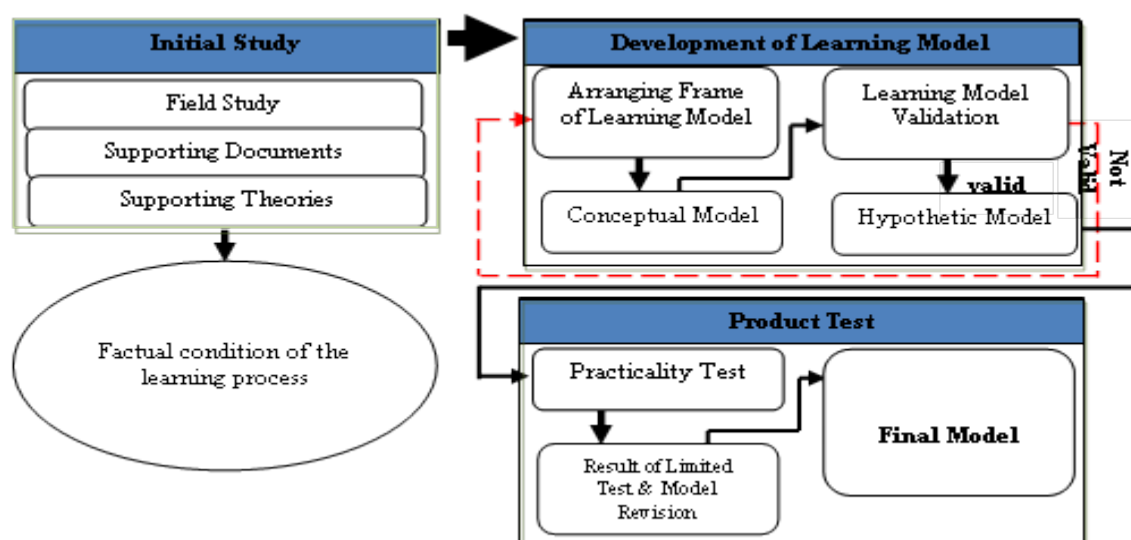 Initial Study
Field Study
Supporting Documents
Supporting Theories
Factual condition of the
learning process
Development of Learning Model
Arranging Frame
of Learning Model
Conceptual Model
Learning Model
Validation
valid
Not
Valid
Hypothetic Model
Product Test
Practicality Test
Result of Limited
Test & Model
Revision
Final Model